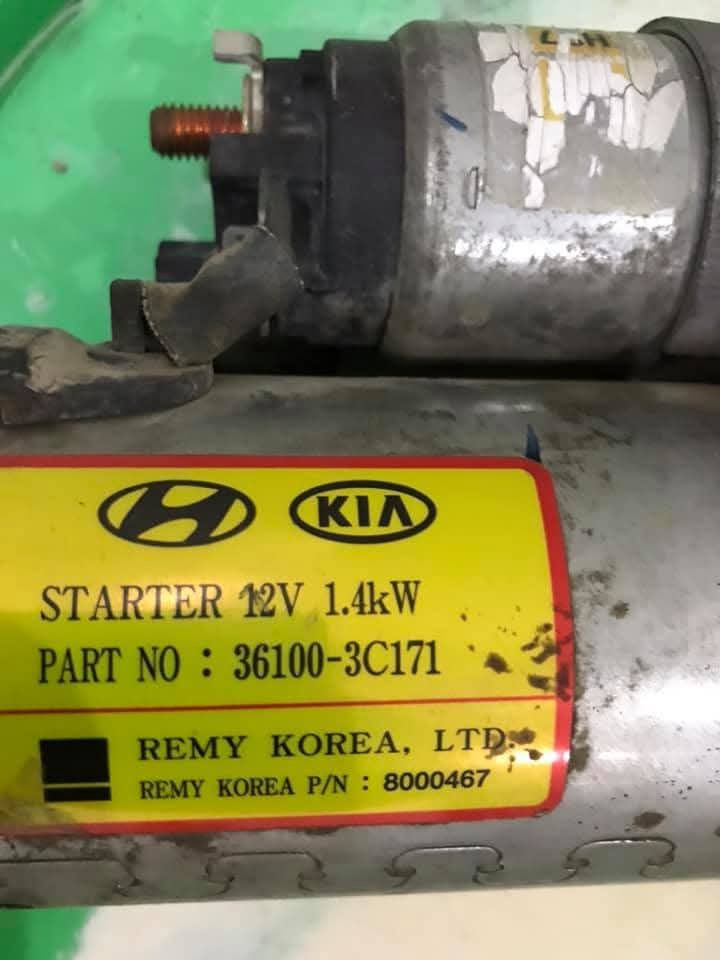 KIA
STARTER 12V 1.4kW
PART NO : 36100-3C171
REMY KOREA, LTD.
REMY KOREA P/N : 8000467